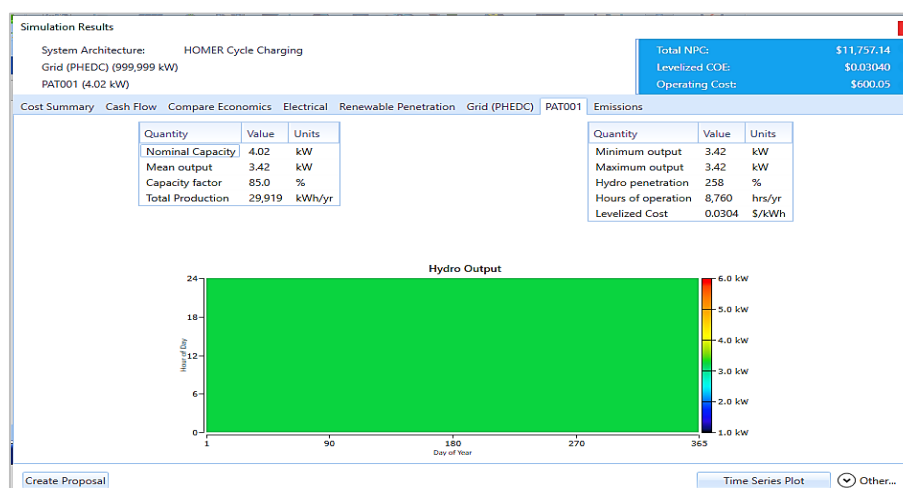 Simulation Results
System Architecture: HOMER Cycle Charging
Grid (PHEDC) (999,999 kW)
PAT001 (4.02 kW)
Total NPC: $11,757.14
Levelized COE: $0.03040
Operating Cost: $600.05
Cost Summary Cash Flow Compare Economics Electrical Renewable Penetration Grid (PHEDC) PAT001 Emissions
Quantity Value Units
Nominal Capacity 4.02 kW
Mean output 3.42 kW
Capacity factor 85.0 %
Total Production 29,919 kWh/yr
Quantity Value Units
Minimum output 3.42 kW
Maximum output 3.42 kW
Hydro penetration 258 %
Hours of operation 8,760 hrs/yr
Levelized Cost 0.0304 $/kWh
Hydro Output
Hour of Day
24
18
12
6
0
1 90 180 270 365
Day of Year
6.0 kW
5.0 kW
4.0 kW
3.0 kW
2.0 kW
1.0 kW
Create Proposal
Time Series Plot
Other...